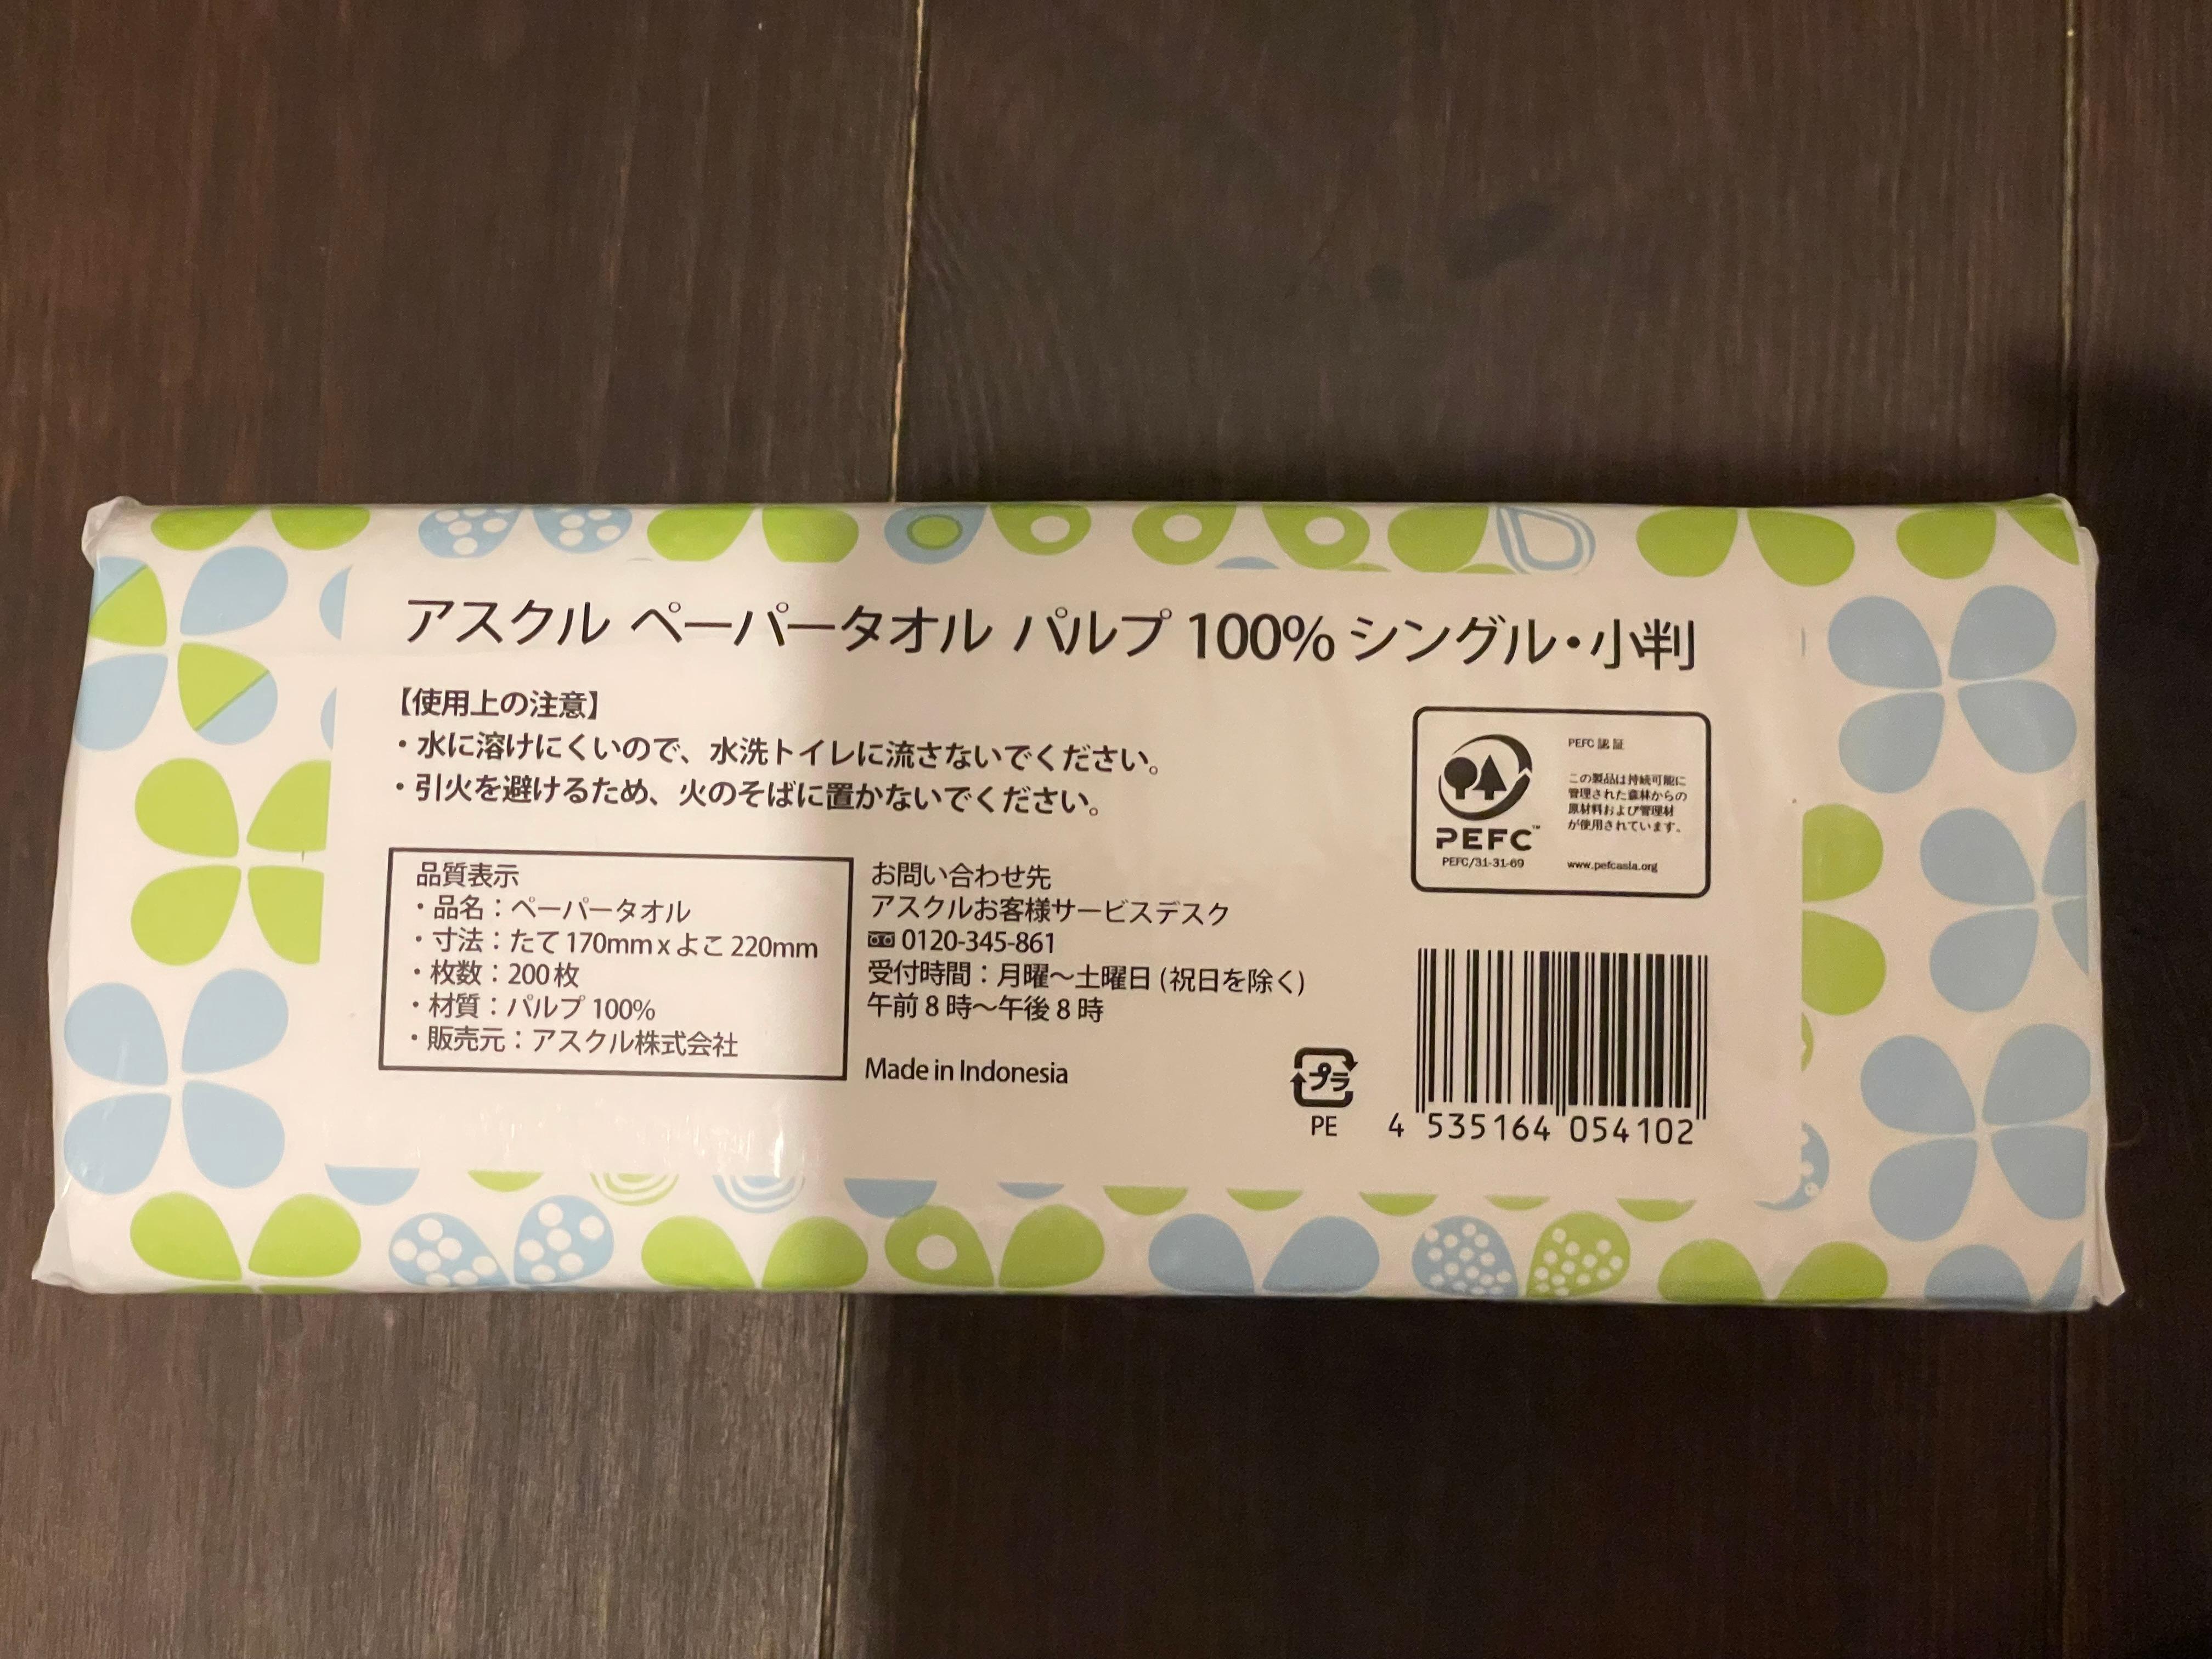 アスクル ペーパータオル パルプ 100% シングル・小判
【使用上の注意】
・水に溶けにくいので、水洗トイレに流さないでください。
・引火を避けるため、火のそばに置かないでください。
PEFC 認証
この製品は持続可能に
管理された森林からの
原材料および管理材
が使用されています。
PEFC™
PEFC/31-31-69
www.pefcasia.org
品質表示
・品名：ペーパータオル
・寸法：たて 170mm x よこ 220mm
・枚数：200 枚
・材質：パルプ 100%
・販売元：アスクル株式会社
お問い合わせ先
アスクルお客様サービスデスク
0120-345-861
受付時間：月曜～土曜日 (祝日を除く)
午前 8 時～午後 8 時
Made in Indonesia
プラ
PE
4 535164 054102